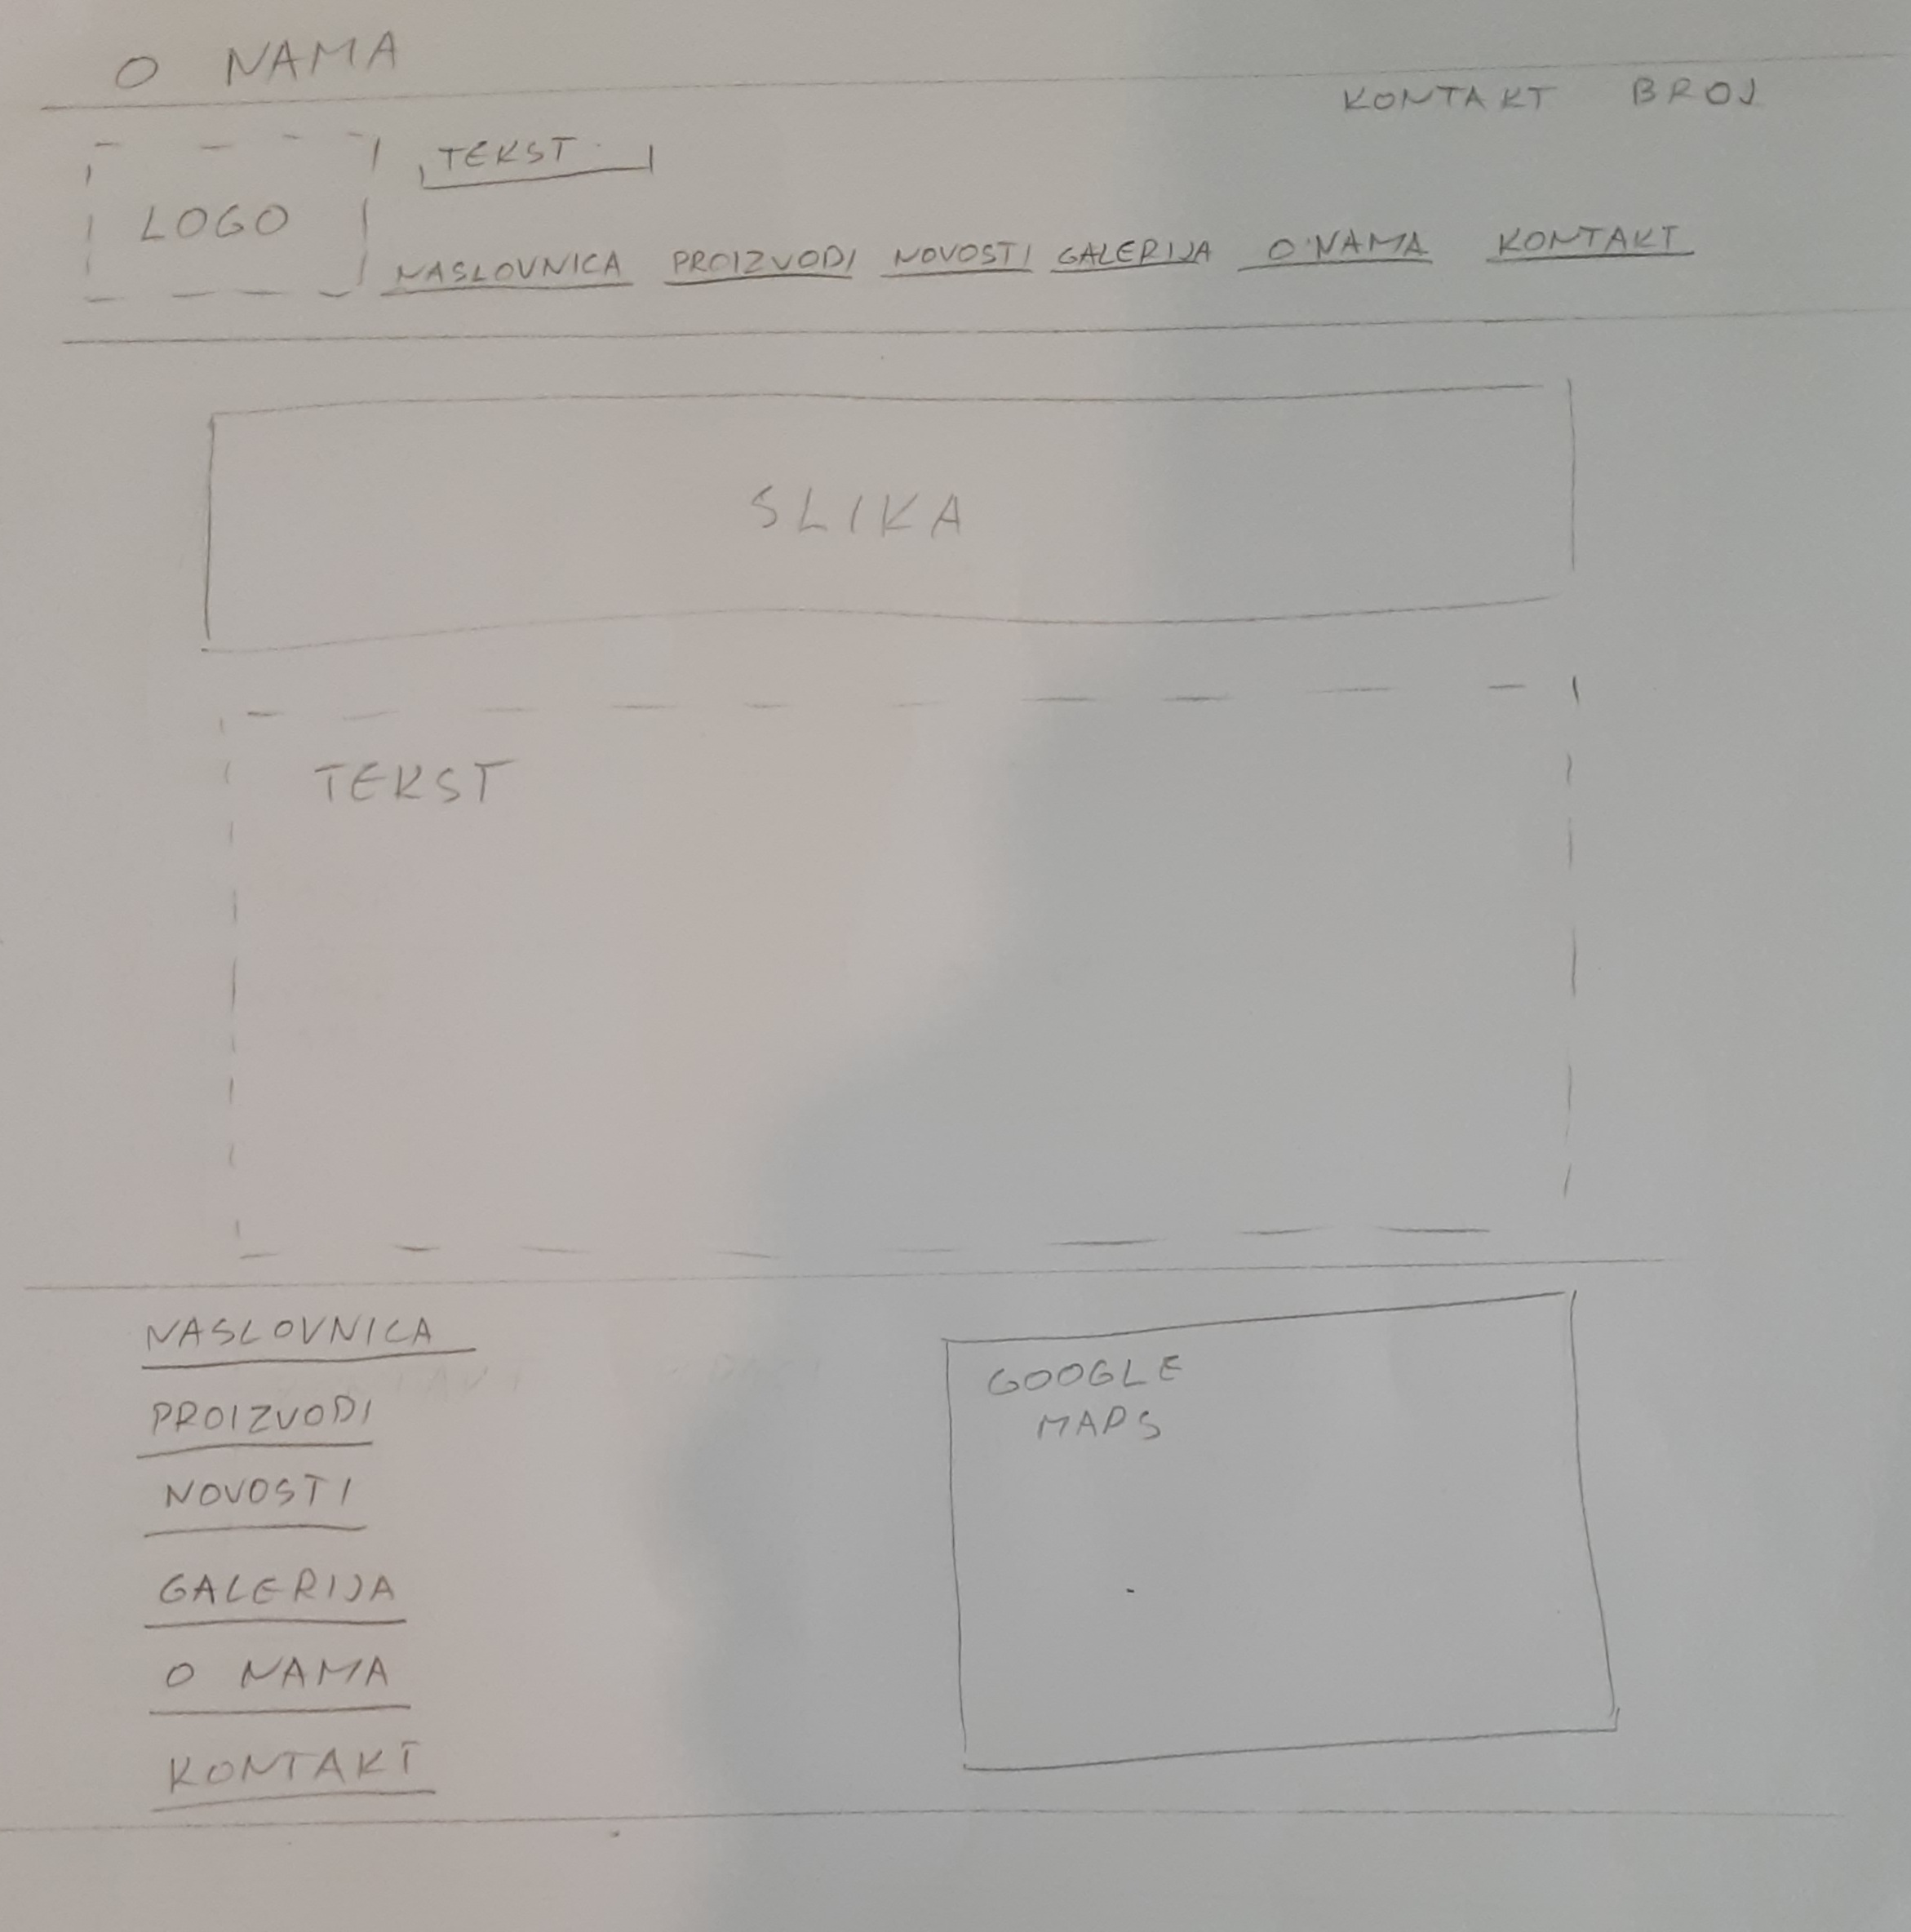 O NAMA
KONTAKT BROJ
TEKST
LOGO
NASLOVNICA PROIZVODI NOVOSTI GALERIJA O NAMA KONTAKT
SLIKA
TEKST
NASLOVNICA
PROIZVODI
NOVOSTI
GALERIJA
O NAMA
KONTAKT
GOOGLE
MAPS